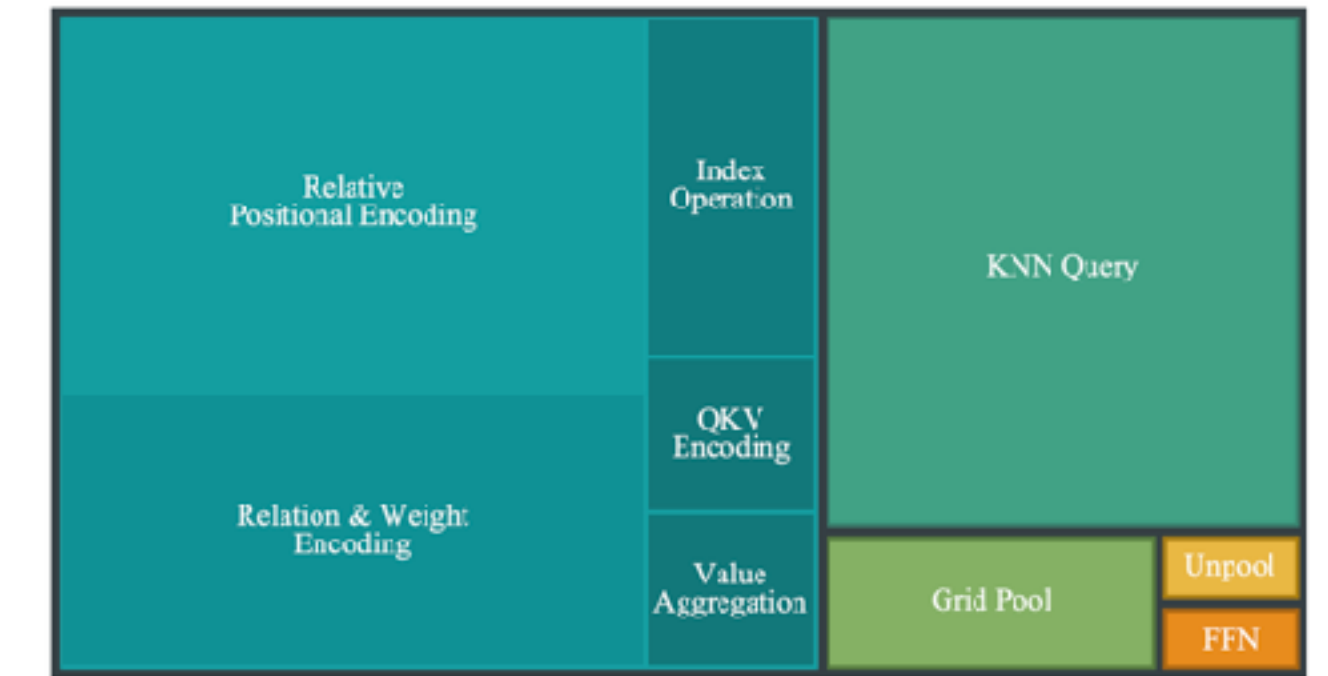 Relative
Positional Encoding
Relation & Weight
Encoding
Index
Operation
QKV
Encoding
Value
Aggregation
KNN Query
Grid Pool
Unpool
FFN